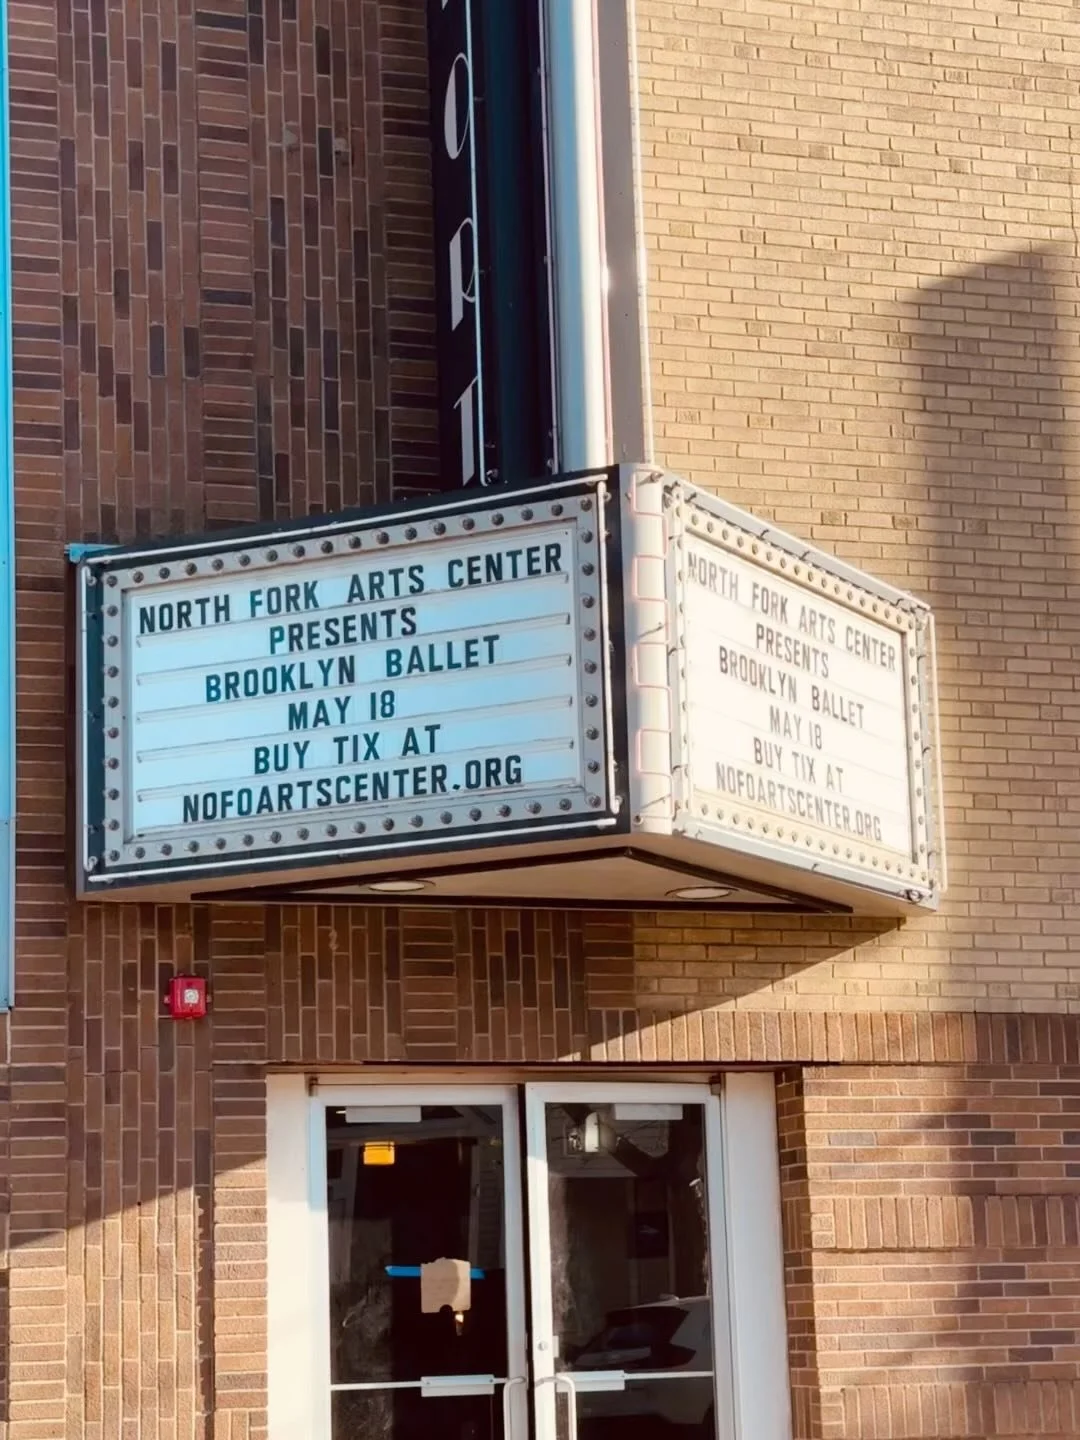 ORT
NORTH FORK ARTS CENTER
PRESENTS
BROOKLYN BALLET
MAY 18
BUY TIX AT
NOFOARTSCENTER.ORG
NORTH FORK ARTS CENTER
PRESENTS
BROOKLYN BALLET
MAY 18
BUY TIX AT
NOFOARTSCENTER.ORG